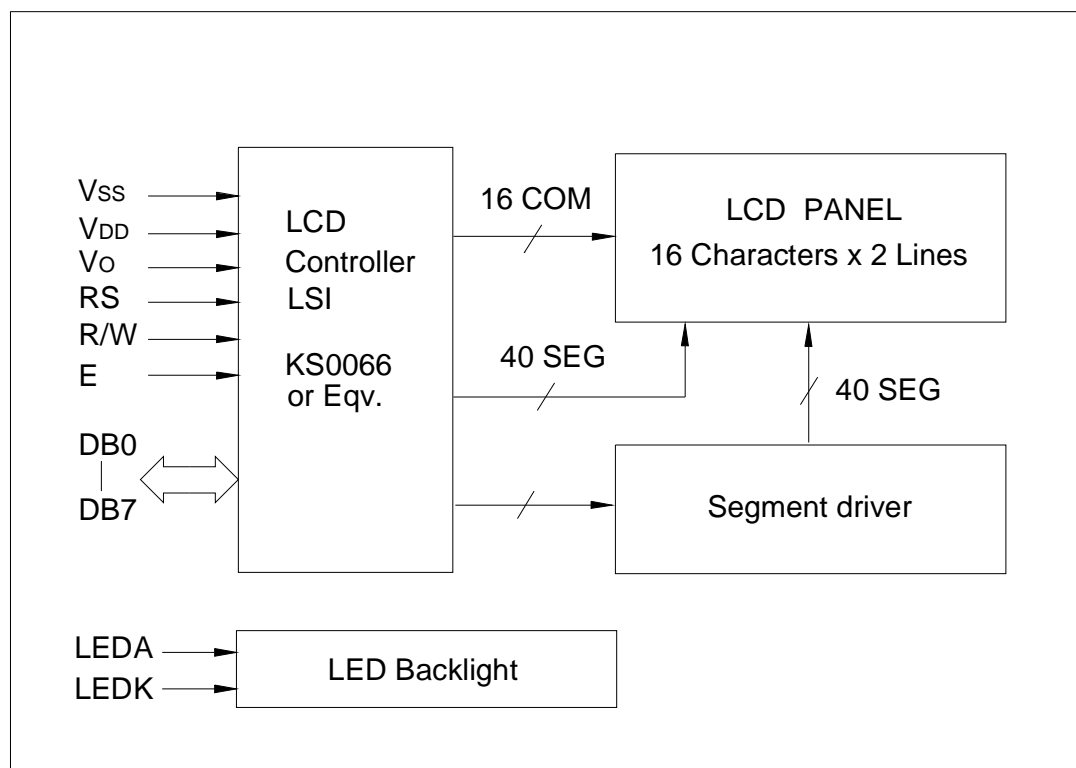 Vss
VDD
Vo
RS
R/W
E
DB0
DB7
LCD
Controller
LSI
KS0066
or Eqv.
16 COM
40 SEG
LCD PANEL
16 Characters x 2 Lines
40 SEG
Segment driver
LEDA
LEDK
LED Backlight